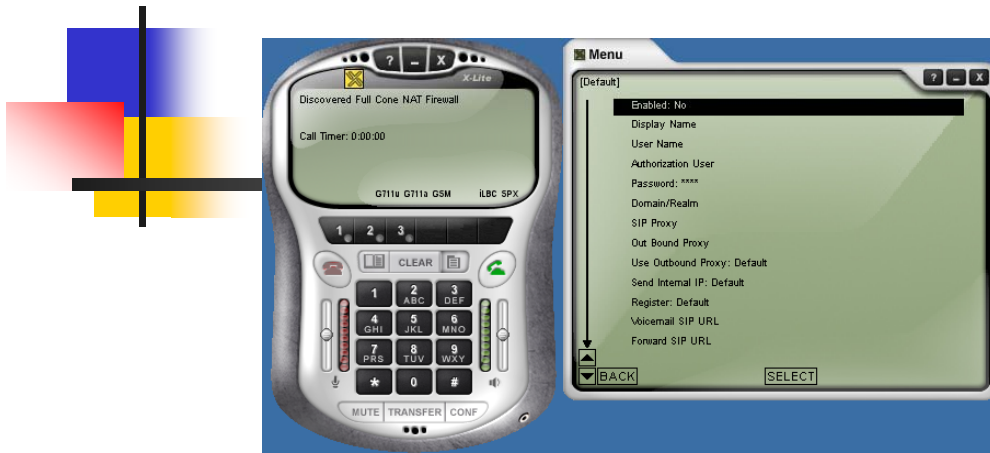 ? – X
X-Lite
Discovered Full Cone NAT Firewall
Call Timer: 0:00:00
G711u G711a GSM iLBC SPX
1 2 3
CLEAR
1 2 ABC 3 DEF
4 GHI 5 JKL 6 MNO
7 PRS 8 TUV 9 WXY
* 0 #
MUTE TRANSFER CONF
Menu
[Default]
? – X
Enabled: No
Display Name
User Name
Authorization User
Password: ****
Domain/Realm
SIP Proxy
Out Bound Proxy
Use Outbound Proxy: Default
Send Internal IP: Default
Register: Default
Voicemail SIP URL
Forward SIP URL
BACK SELECT